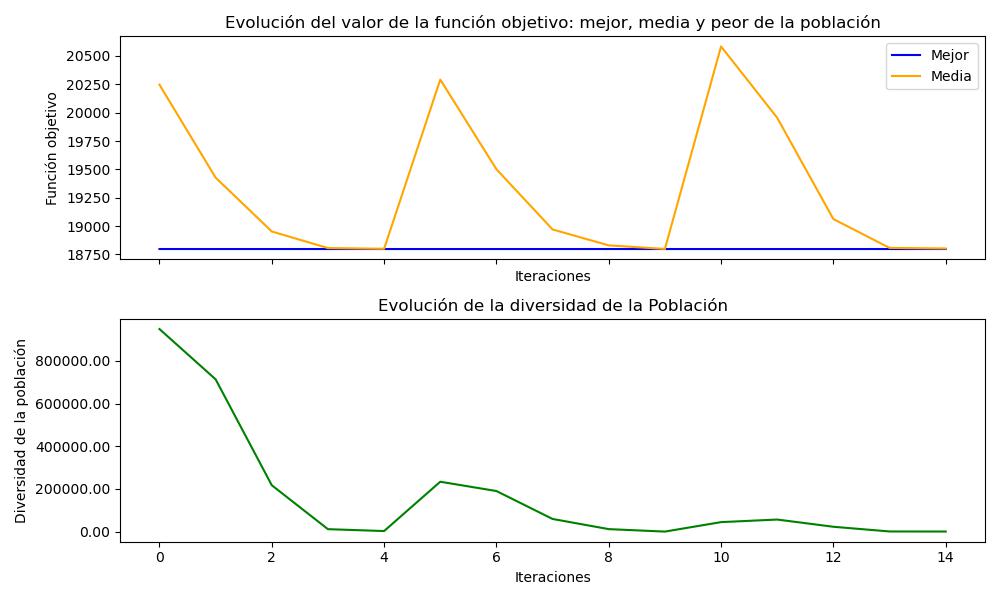 Evolución del valor de la función objetivo: mejor, media y peor de la población
Función objetivo
20500
20250
20000
19750
19500
19250
19000
18750
Mejor
Media
Iteraciones
Evolución de la diversidad de la Población
Diversidad de la población
800000.00
600000.00
400000.00
200000.00
0.00
0 2 4 6 8 10 12 14
Iteraciones